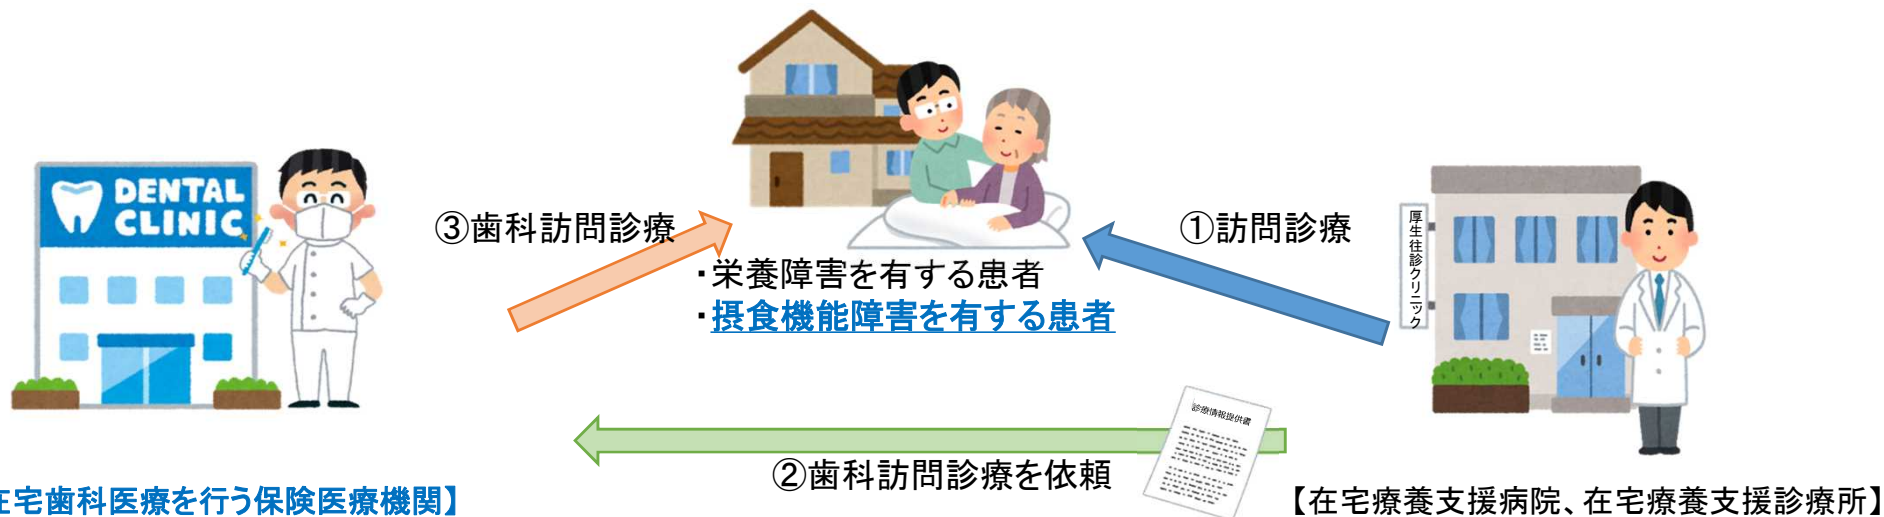 DENTAL
CLINIC
③歯科訪問診療
①訪問診療
厚生往診クリニック
・栄養障害を有する患者
・摂食機能障害を有する患者
診療情報提供書
②歯科訪問診療を依頼
在宅歯科医療を行う保険医療機関】
【在宅療養支援病院、在宅療養支援診療所】